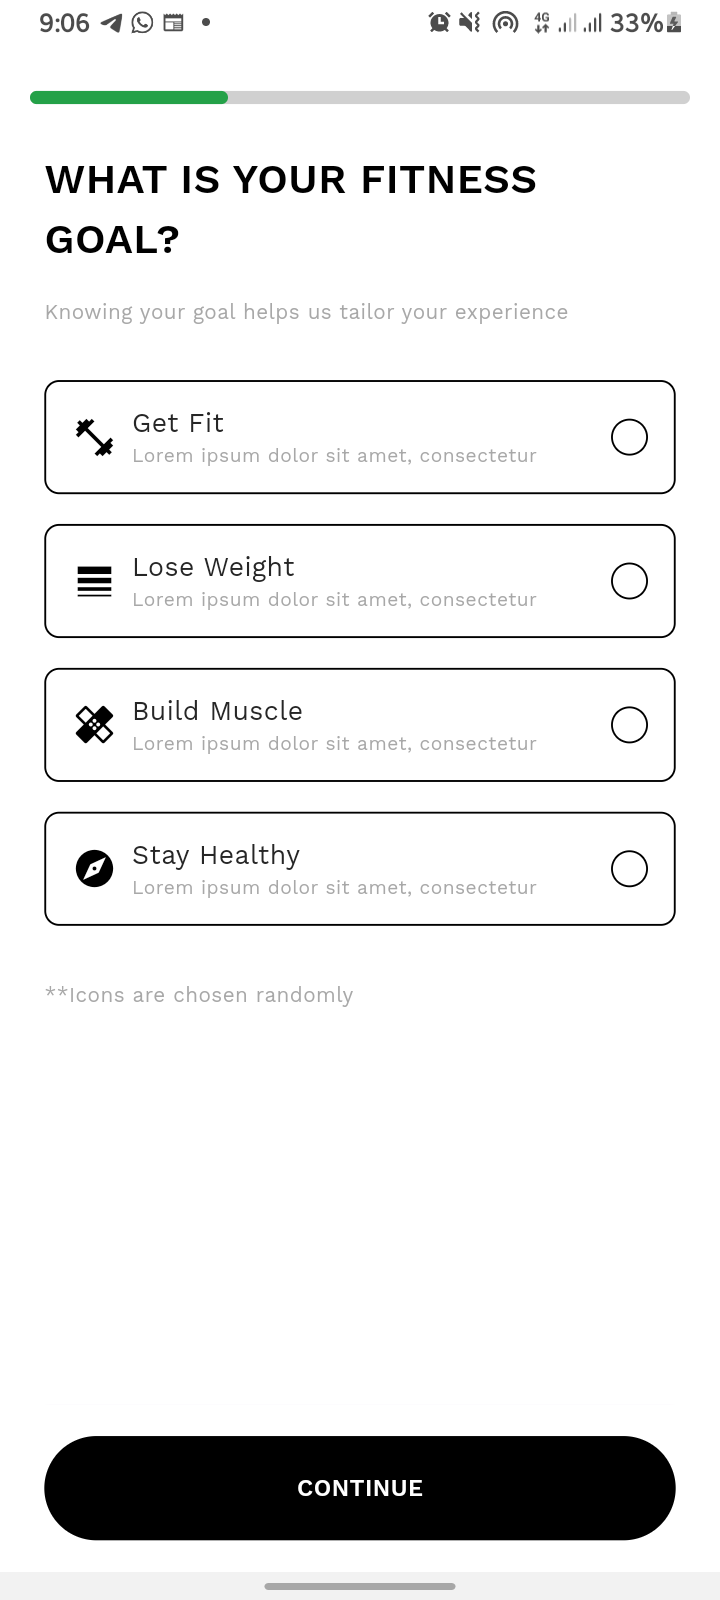 9:06
4G
33%
WHAT IS YOUR FITNESS
GOAL?
Knowing your goal helps us tailor your experience
Get Fit
Lorem ipsum dolor sit amet, consectetur
Lose Weight
Lorem ipsum dolor sit amet, consectetur
Build Muscle
Lorem ipsum dolor sit amet, consectetur
Stay Healthy
Lorem ipsum dolor sit amet, consectetur
**Icons are chosen randomly
CONTINUE